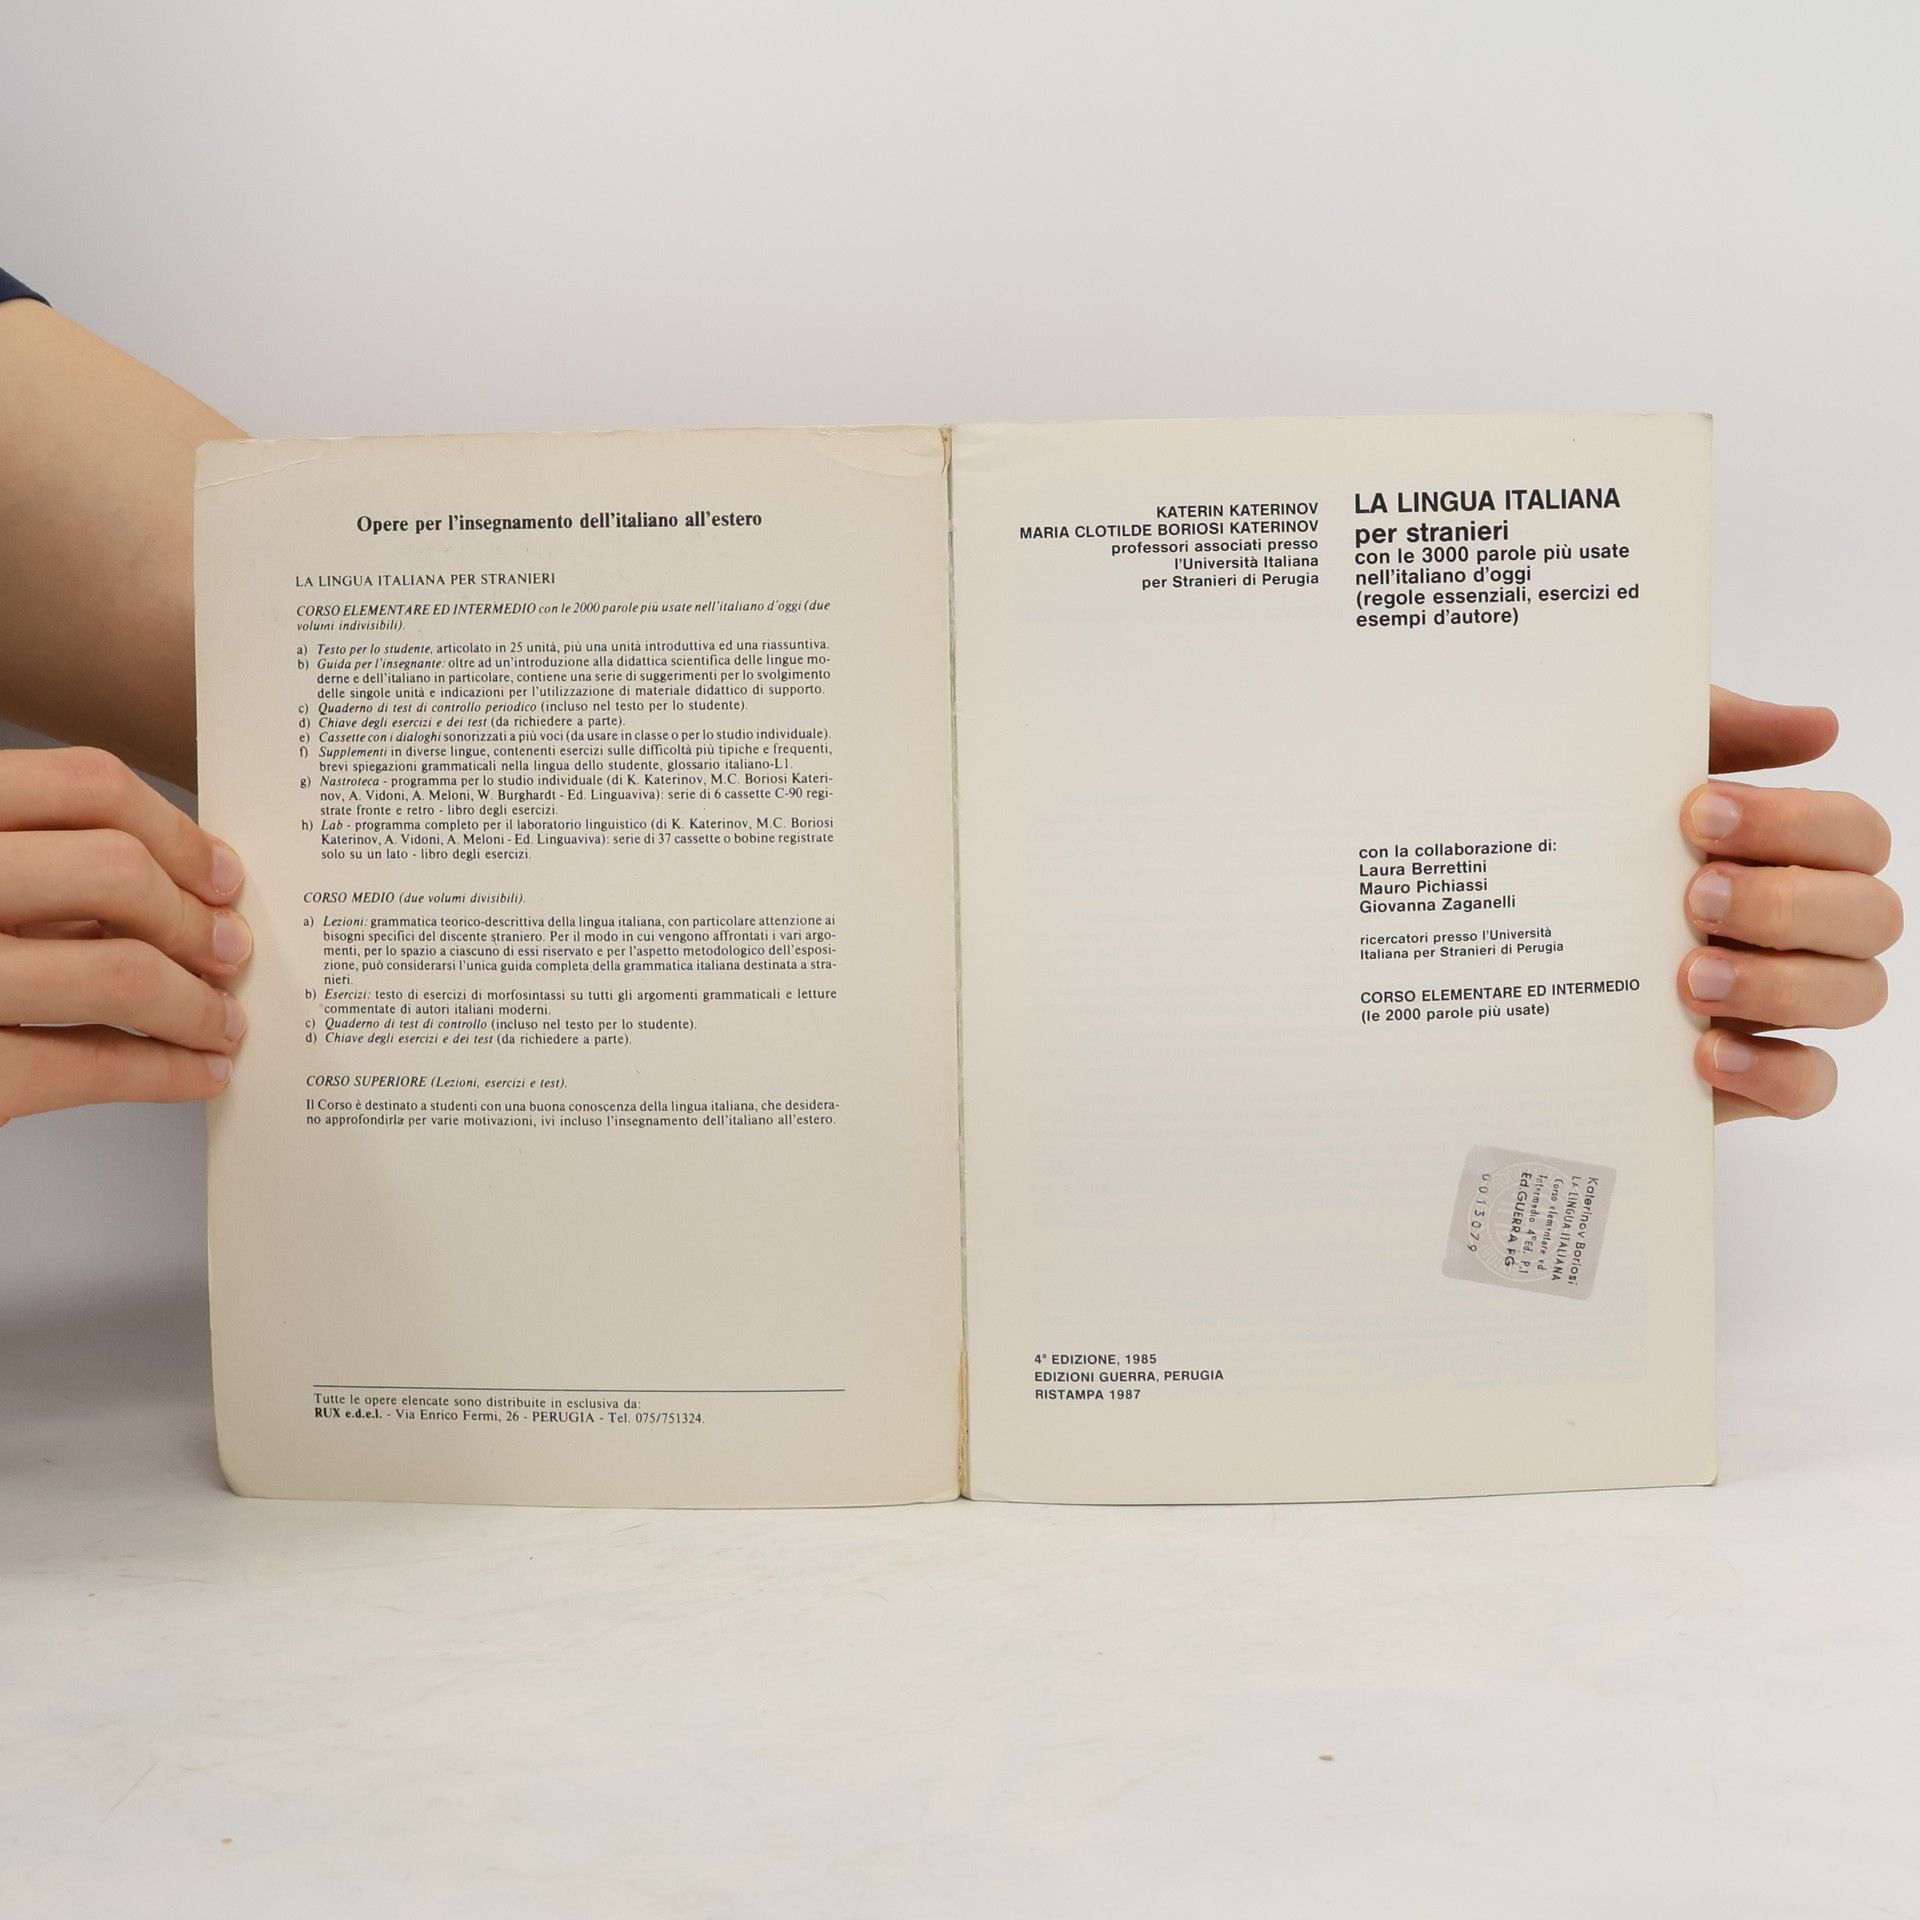 Opere per l'insegnamento dell'italiano all'estero
LA LINGUA ITALIANA PER STRANIERI
CORSO ELEMENTARE ED INTERMEDIO con le 2000 parole più usate nell'italiano d'oggi (due
volumi indivisibili).
a) Testo per lo studente, articolato in 25 unità, più una unità introduttiva ed una riassuntiva.
b) Guida per l'insegnante: oltre ad un'introduzione alla didattica scientifica delle lingue mo-
derne e dell'italiano in particolare, contiene una serie di suggerimenti per lo svolgimento
delle singole unità e indicazioni per l'utilizzazione di materiale didattico di supporto.
c) Quaderno di test di controllo periodico (incluso nel testo per lo studente).
d) Chiave degli esercizi e dei test (da richiedere a parte).
e) Cassette con i dialoghi sonorizzati a più voci (da usare in classe o per lo studio individuale).
f) Supplementi in diverse lingue, contenenti esercizi sulle difficoltà più tipiche e frequenti,
brevi spiegazioni grammaticali nella lingua dello studente, glossario italiano-L1.
g) Nastroteca - programma per lo studio individuale (di K. Katerinov, M.C. Boriosi Kateri-
nov, A. Vidoni, A. Meloni, W. Burghardt - Ed. Linguaviva): serie di 6 cassette C-90 regi-
strate fronte e retro - libro degli esercizi.
h) Lab - programma completo per il laboratorio linguistico (di K. Katerinov, M.C. Boriosi
Katerinov, A. Vidoni, A. Meloni - Ed. Linguaviva): serie di 37 cassette o bobine registrate
solo su un lato - libro degli esercizi.
CORSO MEDIO (due volumi divisibili).
a) Lezioni: grammatica teorico-descrittiva della lingua italiana, con particolare attenzione ai
bisogni specifici del discente straniero. Per il modo in cui vengono affrontati i vari argo-
menti, per lo spazio a ciascuno di essi riservato e per l'aspetto metodologico dell'esposi-
zione, può considerarsi l'unica guida completa della grammatica italiana destinata a stra-
nieri.
b) Esercizi: testo di esercizi di morfosintassi su tutti gli argomenti grammaticali e letture
commentate di autori italiani moderni.
c) Quaderno di test di controllo (incluso nel testo per lo studente).
d) Chiave degli esercizi e dei test (da richiedere a parte).
CORSO SUPERIORE (Lezioni, esercizi e test).
Il Corso è destinato a studenti con una buona conoscenza della lingua italiana, che desidera-
no approfondirla per varie motivazioni, ivi incluso l'insegnamento dell'italiano all'estero.
Tutte le opere elencate sono distribuite in esclusiva da:
RUX e.d.e.l. - Via Enrico Fermi, 26 - PERUGIA - Tel. 075/751324.
KATERIN KATERINOV
MARIA CLOTILDE BORIOSI KATERINOV
professori associati presso
l'Università Italiana
per Stranieri di Perugia
LA LINGUA ITALIANA
per stranieri
con le 3000 parole più usate
nell'italiano d'oggi
(regole essenziali, esercizi ed
esempi d'autore)
con la collaborazione di:
Laura Berrettini
Mauro Pichiassi
Giovanna Zaganelli
ricercatori presso l'Università
Italiana per Stranieri di Perugia
CORSO ELEMENTARE ED INTERMEDIO
(le 2000 parole più usate)
Katerinov Boriosi
LA LINGUA ITALIANA
Corso elementare ed
Intermedio 4°Ed. P.1
Ed.GUERRA PG
0013079
4ª EDIZIONE, 1985
EDIZIONI GUERRA, PERUGIA
RISTAMPA 1987